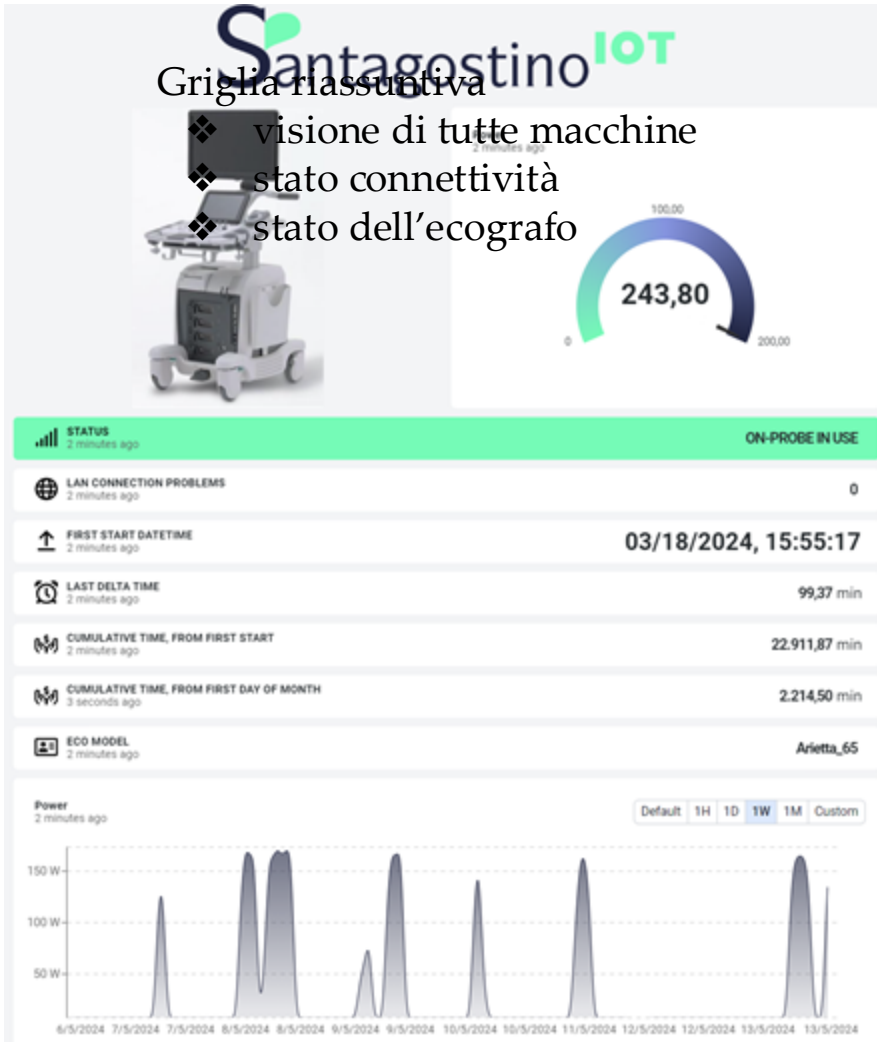 Santagostino IOT
Griglia riassuntiva
❖ visione di tutte macchine
❖ stato connettività
❖ stato dell'ecografo
Power
2 minutes ago
100,00
243,80
0
200,00
STATUS
2 minutes ago
ON-PROBE IN USE
LAN CONNECTION PROBLEMS
2 minutes ago
0
FIRST START DATETIME
2 minutes ago
03/18/2024, 15:55:17
LAST DELTA TIME
2 minutes ago
99,37 min
CUMULATIVE TIME, FROM FIRST START
2 minutes ago
22.911,87 min
CUMULATIVE TIME, FROM FIRST DAY OF MONTH
3 seconds ago
2.214,50 min
ECO MODEL
2 minutes ago
Arietta_65
Power
2 minutes ago
Default 1H 1D 1W 1M Custom
150 W
100 W
50 W
6/5/2024 7/5/2024 7/5/2024 8/5/2024 8/5/2024 9/5/2024 9/5/2024 10/5/2024 10/5/2024 11/5/2024 12/5/2024 12/5/2024 13/5/2024 13/5/2024